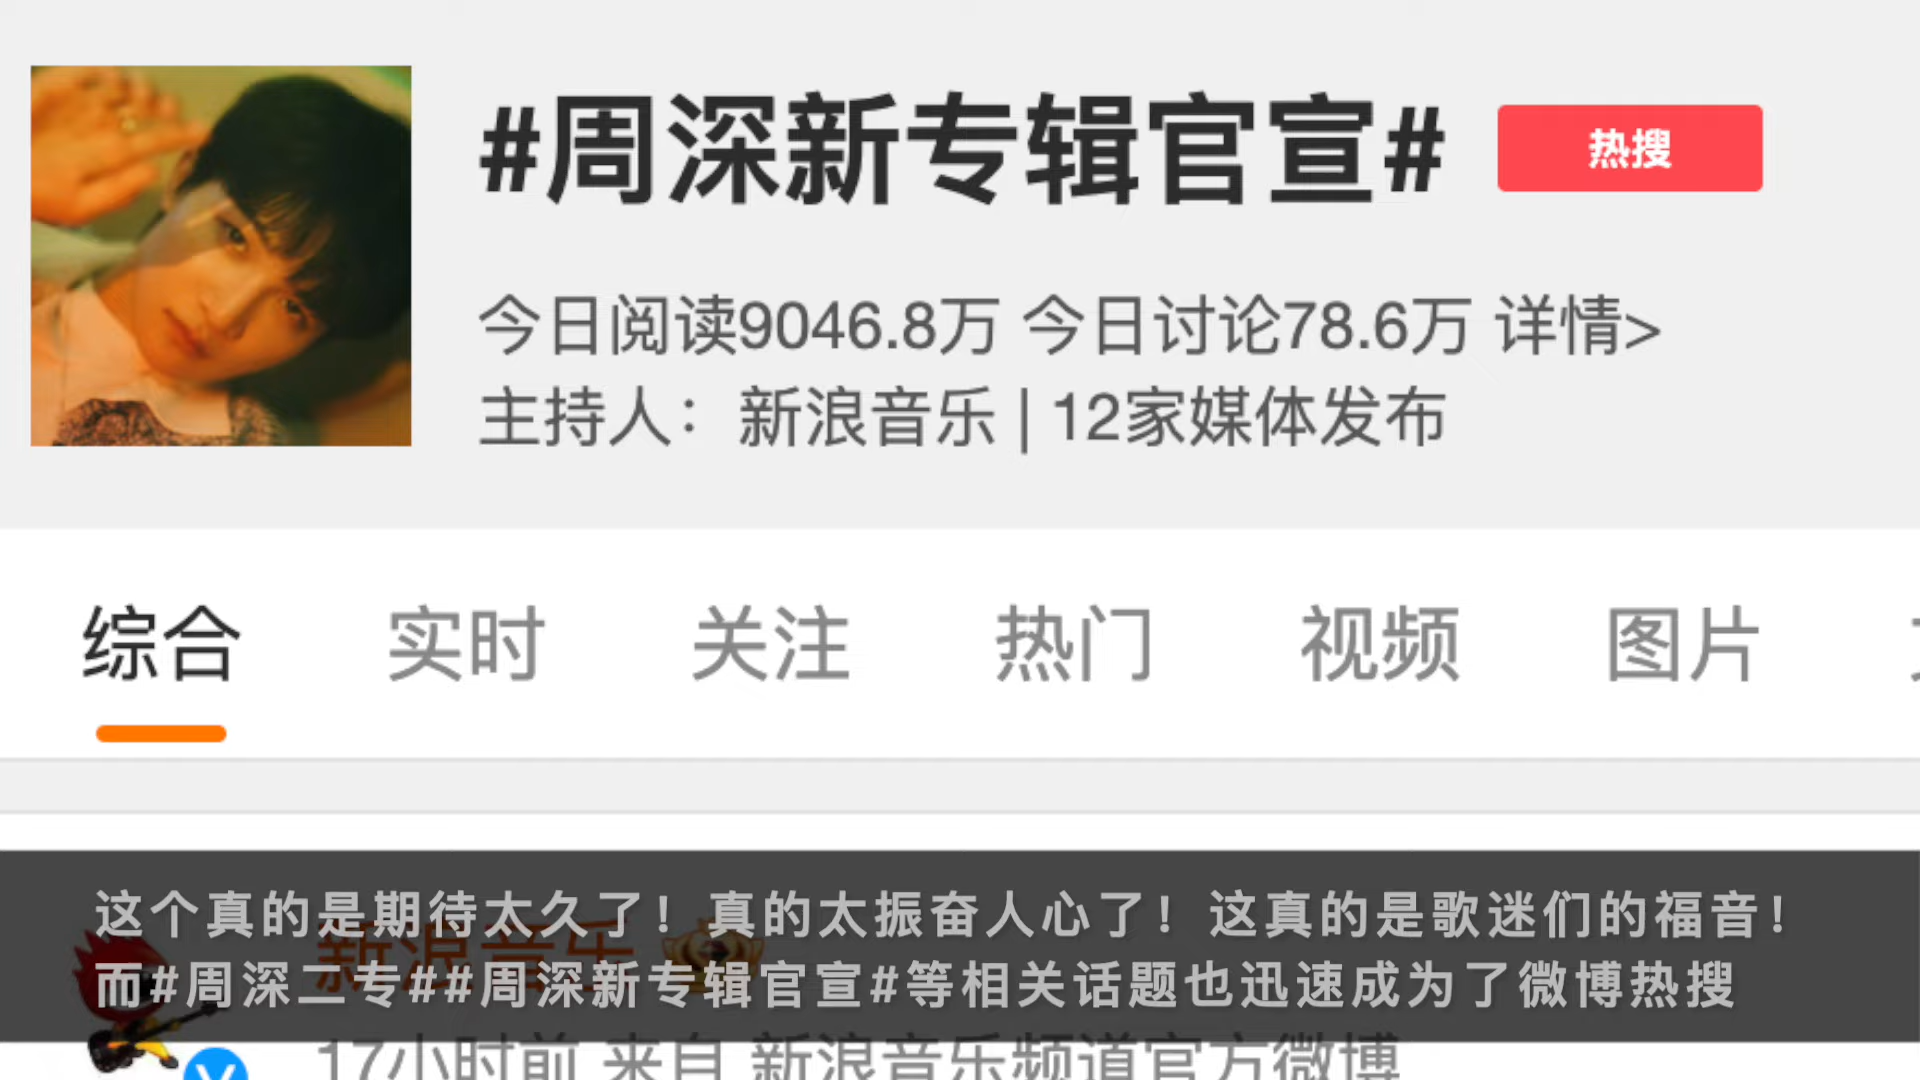 #周深新专辑官宣#
热搜
今日阅读9046.8万 今日讨论78.6万 详情>
主持人：新浪音乐 | 12家媒体发布
综合 实时 关注 热门 视频 图片
这个真的是期待太久了！真的太振奋人心了！这真的是歌迷们的福音！
新浪音乐
而#周深二专##周深新专辑官宣#等相关话题也迅速成为了微博热搜
17小时前 来自 新浪音乐频道官方微博